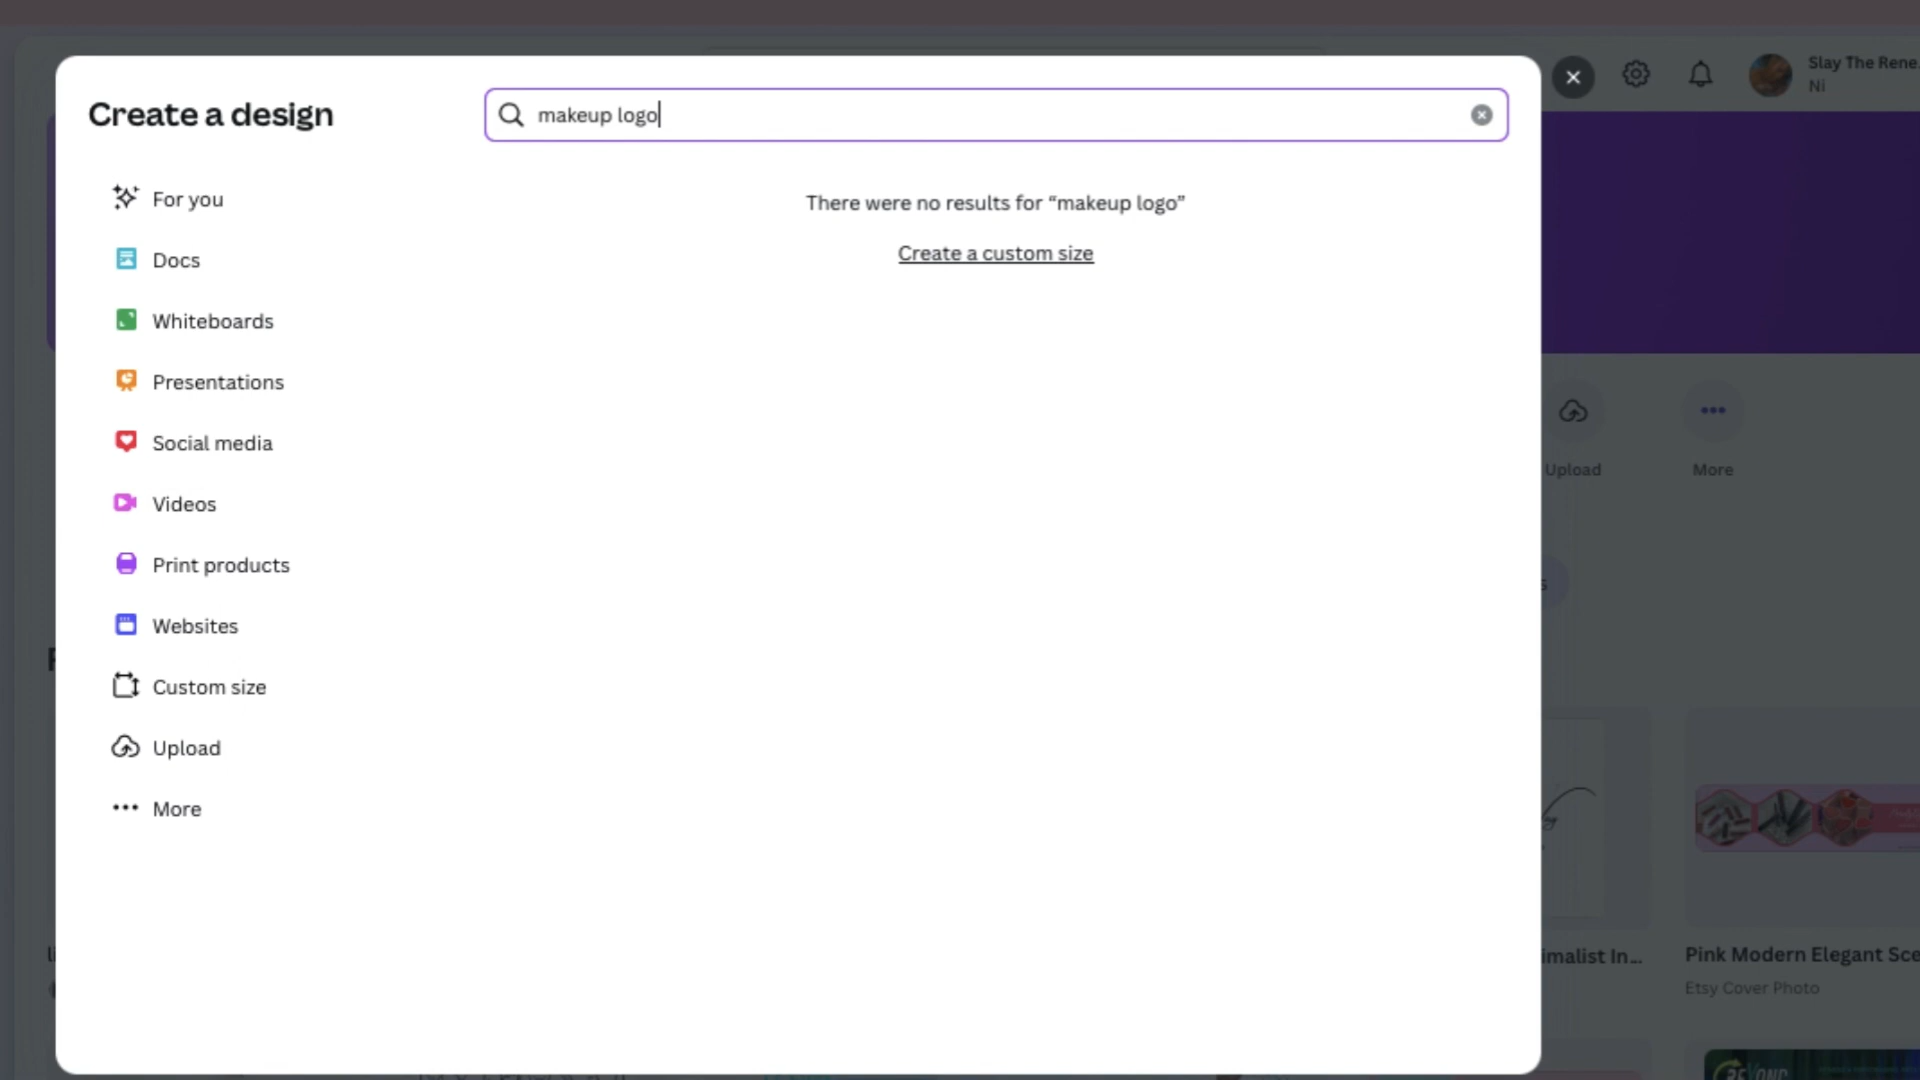 Slay The Rene
Ni
Create a design
makeup logo
For you
There were no results for “makeup logo”
Create a custom size
Docs
Whiteboards
Presentations
Social media
Videos
Print products
Websites
Custom size
Upload
More
Upload
More
imalist In...
Pink Modern Elegant Sce
Etsy Cover Photo